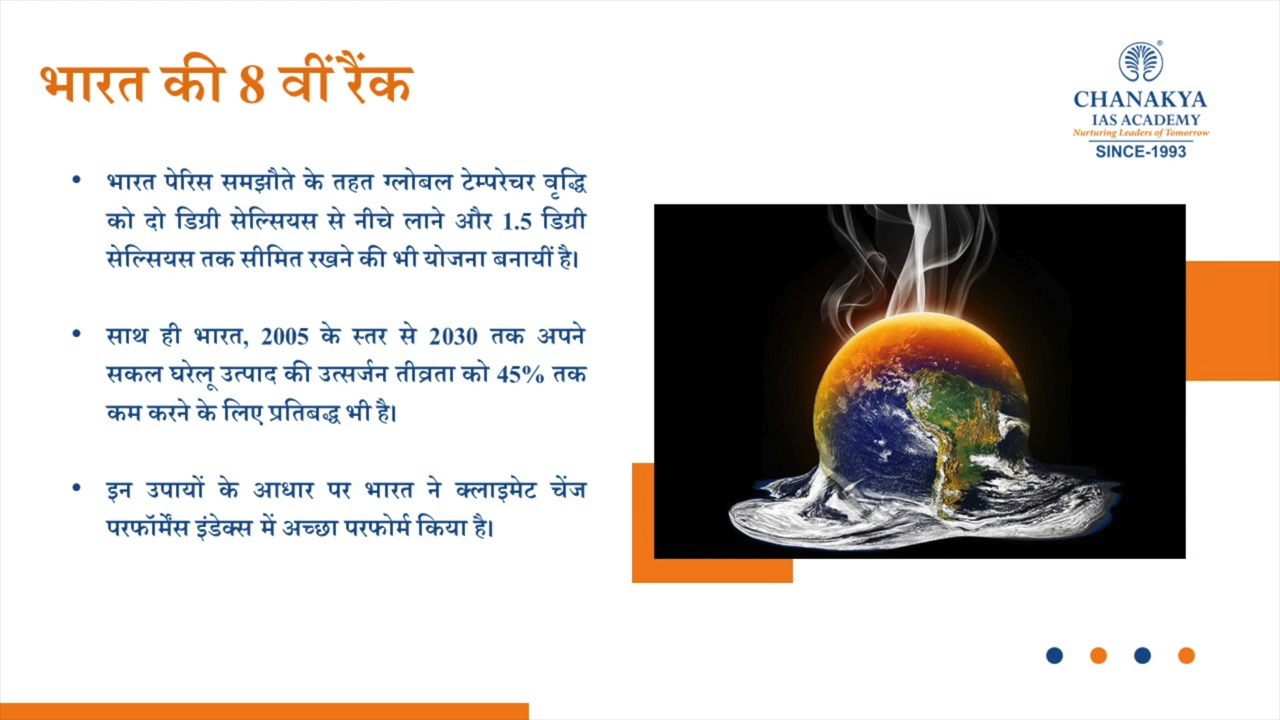 भारत की 8 वीं रैंक
CHANAKYA
IAS ACADEMY
Nurturing Leaders of Tomorrow
SINCE-1993
• भारत पेरिस समझौते के तहत ग्लोबल टेम्परेचर वृद्धि
को दो डिग्री सेल्सियस से नीचे लाने और 1.5 डिग्री
सेल्सियस तक सीमित रखने की भी योजना बनायीं है।
• साथ ही भारत, 2005 के स्तर से 2030 तक अपने
सकल घरेलू उत्पाद की उत्सर्जन तीव्रता को 45% तक
कम करने के लिए प्रतिबद्ध भी है।
• इन उपायों के आधार पर भारत ने क्लाइमेट चेंज
परफॉर्मेंस इंडेक्स में अच्छा परफोर्म किया है।